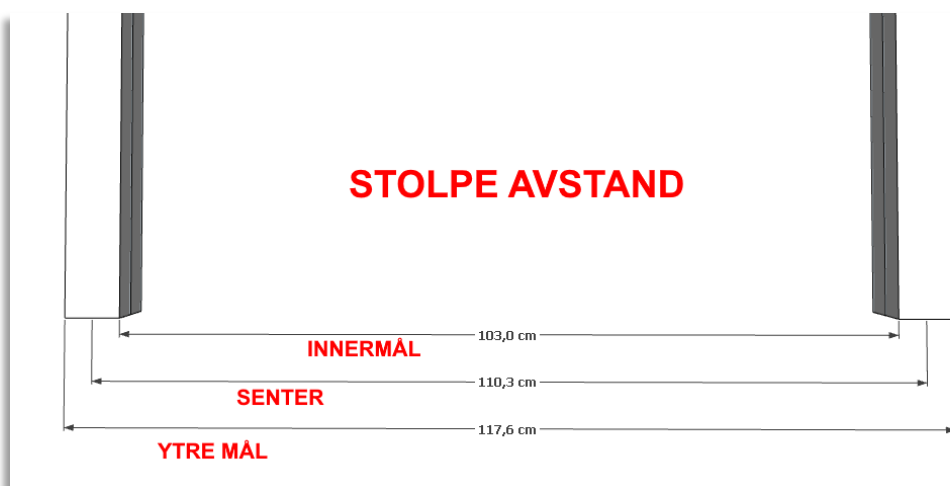 STOLPE AVSTAND
103,0 cm
INNERMÅL
110,3 cm
SENTER
117,6 cm
YTRE MÅL